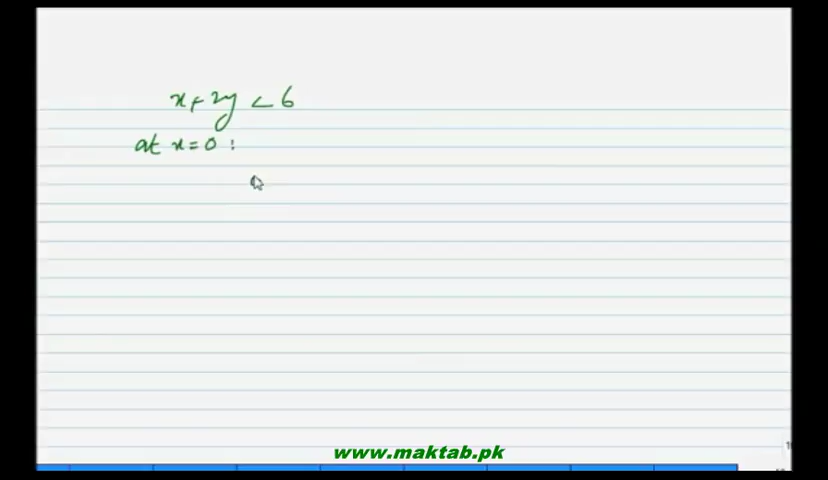 x + 2y < 6
at x = 0 :
www.maktab.pk